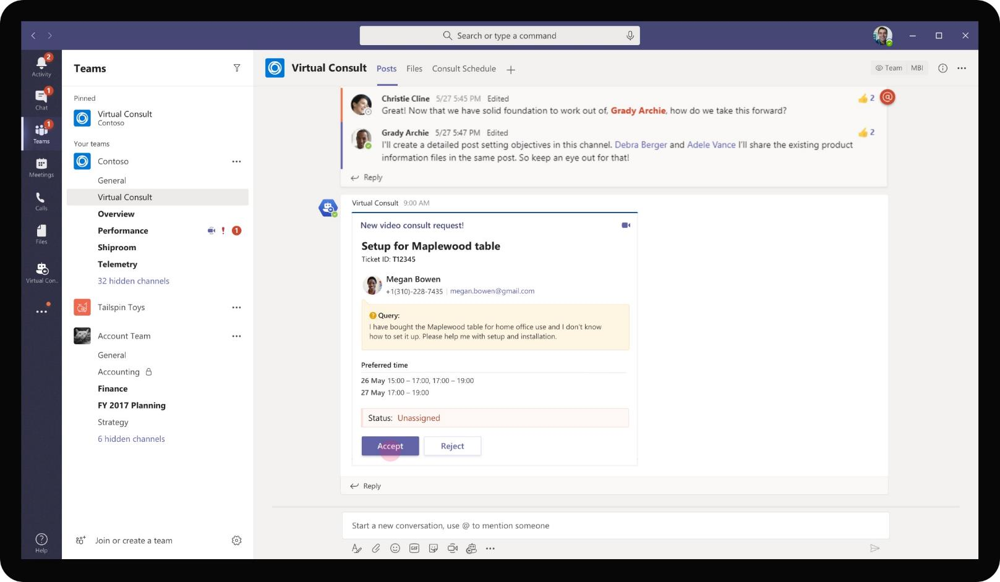 Search or type a command
2
Activity
1
Chat
1
Teams
Meetings
Calls
Files
Virtual Con..
Help
Teams
Pinned
Virtual Consult
Contoso
Your teams
Contoso
General
Virtual Consult
Overview
Performance
! 1
Shiproom
Telemetry
32 hidden channels
Tailspin Toys
Account Team
General
Accounting
Finance
FY 2017 Planning
Strategy
6 hidden channels
Join or create a team
Virtual Consult Posts Files Consult Schedule
Team MBI
Christie Cline 5/27 5:45 PM Edited
2 @
Great! Now that we have solid foundation to work out of, Grady Archie, how do we take this forward?
Grady Archie 5/27 5:47 PM Edited
2
I'll create a detailed post setting objectives in this channel. Debra Berger and Adele Vance I'll share the existing product
information files in the same post. So keep an eye out for that!
Reply
Virtual Consult 9:00 AM
New video consult request!
Setup for Maplewood table
Ticket ID: T12345
Megan Bowen
+1(310)-228-7435 | megan.bowen@gmail.com
? Query:
I have bought the Maplewood table for home office use and I don't know
how to set it up. Please help me with setup and installation.
Preferred time
26 May 15:00 – 17:00, 17:00 – 19:00
27 May 17:00 – 19:00
Status: Unassigned
Accept Reject
Reply
Start a new conversation, use @ to mention someone
GIF